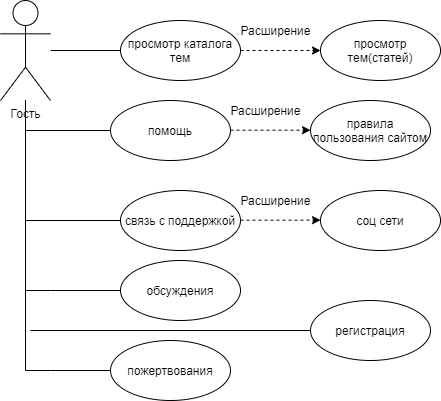 просмотр каталога
тем
Расширение
просмотр
тем(статей)
Гость
помощь
Расширение
правила
пользования сайтом
связь с поддержкой
Расширение
соц сети
обсуждения
регистрация
пожертвования